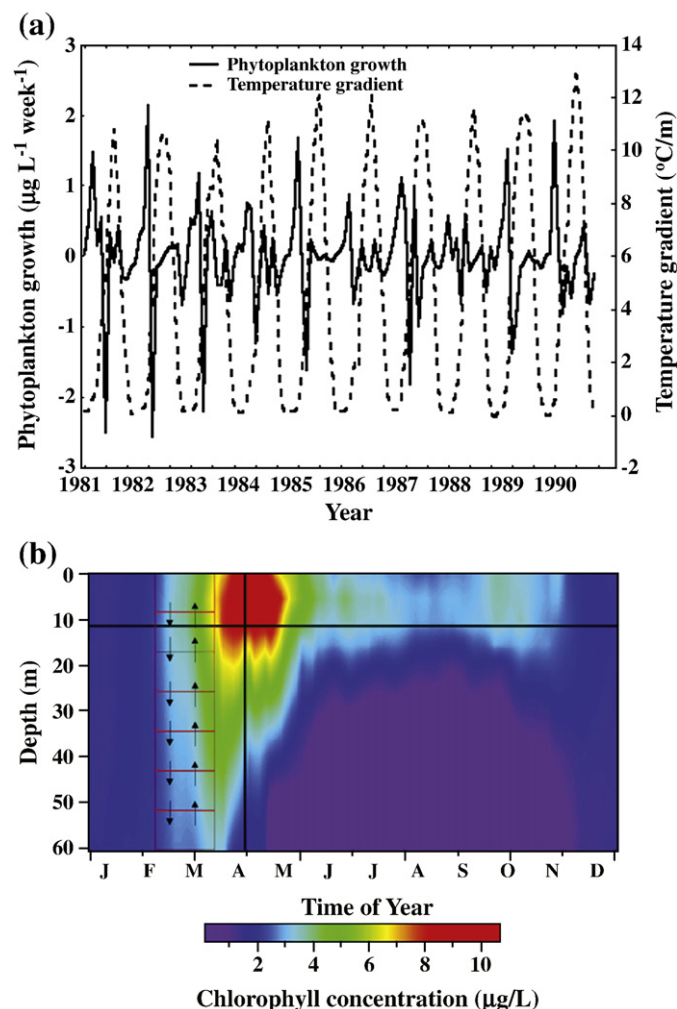 (a)
Phytoplankton growth
Temperature gradient
3
2
1
0
-1
-2
-3
Phytoplankton growth (µg L-1 week-1)
14
12
10
8
6
4
2
0
-2
Temperature gradient (°C/m)
1981 1982 1983 1984 1985 1986 1987 1988 1989 1990
Year
(b)
0
10
20
30
40
50
60
Depth (m)
J F M A M J J A S O N D
Time of Year
2 4 6 8 10
Chlorophyll concentration (µg/L)